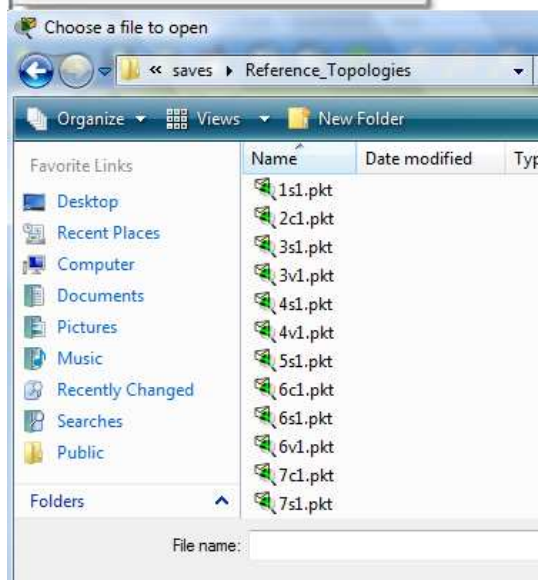 Choose a file to open
« saves ▸ Reference_Topologies
Organize Views New Folder
Favorite Links
Desktop
Recent Places
Computer
Documents
Pictures
Music
Recently Changed
Searches
Public
Folders
Name Date modified Typ
1s1.pkt
2c1.pkt
3s1.pkt
3v1.pkt
4s1.pkt
4v1.pkt
5s1.pkt
6c1.pkt
6s1.pkt
6v1.pkt
7c1.pkt
7s1.pkt
File name: